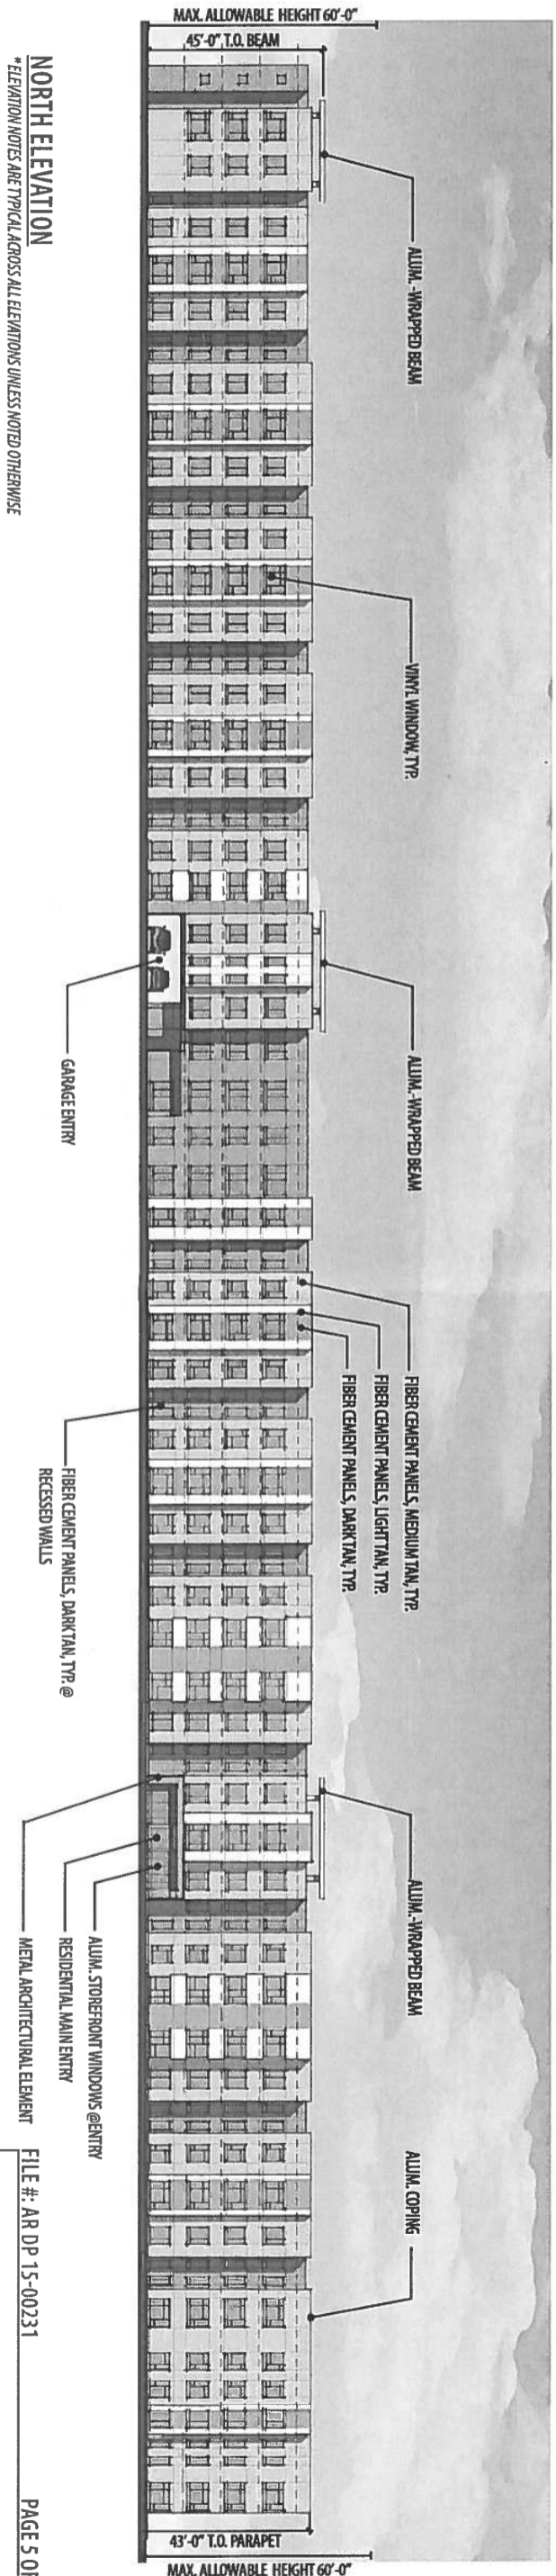 MAX. ALLOWABLE HEIGHT 60'-0"
45'-0" T.O. BEAM
ALUM. -WRAPPED BEAM
VINYL WINDOW, TYP.
ALUM.-WRAPPED BEAM
FIBER CEMENT PANELS, MEDIUM TAN, TYP.
FIBER CEMENT PANELS, LIGHT TAN, TYP.
FIBER CEMENT PANELS, DARK TAN, TYP.
ALUM.-WRAPPED BEAM
ALUM. COPING
43'-0" T.O. PARAPET
MAX. ALLOWABLE HEIGHT 60'-0"
GARAGE ENTRY
FIBER CEMENT PANELS, DARK TAN, TYP. @
RECESSED WALLS
ALUM. STOREFRONT WINDOWS @ENTRY
RESIDENTIAL MAIN ENTRY
METAL ARCHITECTURAL ELEMENT
NORTH ELEVATION
*ELEVATION NOTES ARE TYPICAL ACROSS ALL ELEVATIONS UNLESS NOTED OTHERWISE
FILE #: AR DP 15-00231
PAGE 5